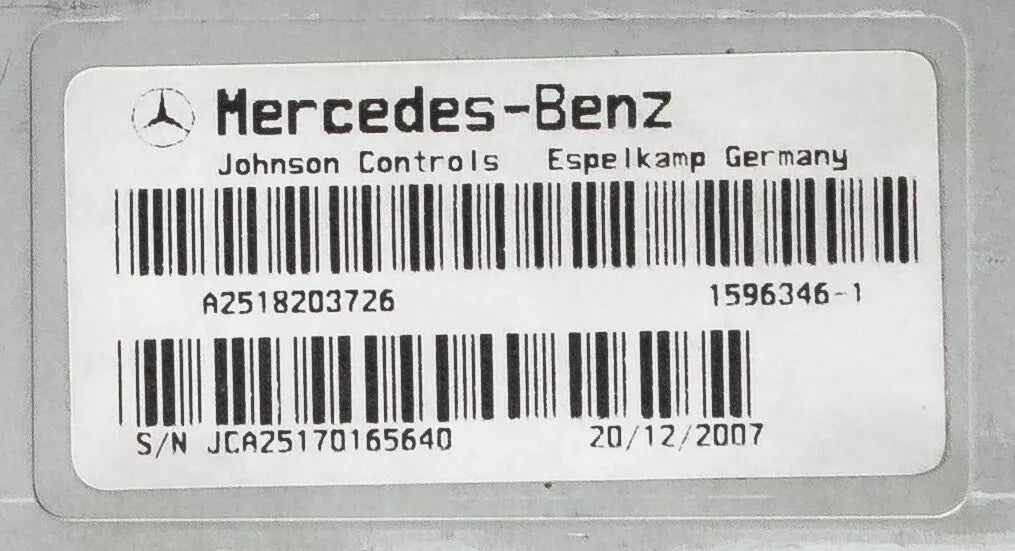 Mercedes-Benz
Johnson Controls Espelkamp Germany
A2518203726 1596346-1
S/N JCA25170165640 20/12/2007